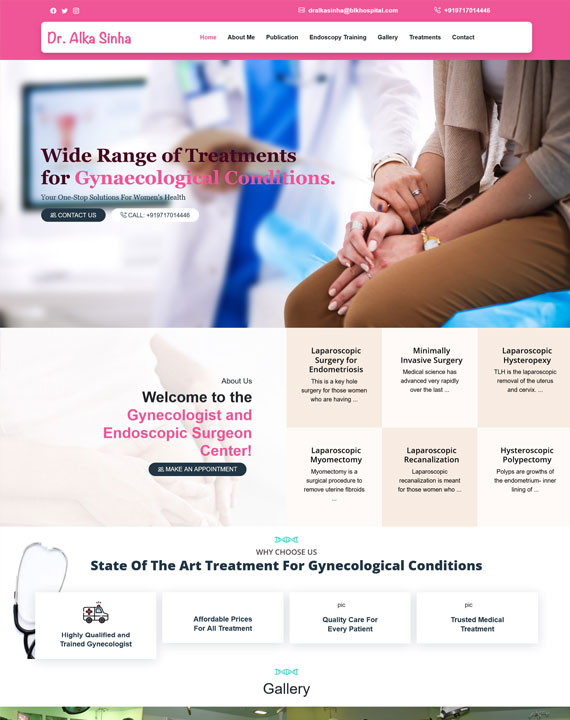 dralkasinha@blkhospital.com
+919717014446
Dr. Alka Sinha
Home About Me Publication Endoscopy Training Gallery Treatments Contact
Wide Range of Treatments
for Gynaecological Conditions.
Your One-Stop Solutions For Women's Health
CONTACT US
CALL: +919717014446
About Us
Welcome to the
Gynecologist and
Endoscopic Surgeon
Center!
MAKE AN APPOINTMENT
Laparoscopic
Surgery for
Endometriosis
This is a key hole
surgery for those women
who are having ...
Minimally
Invasive Surgery
Medical science has
advanced very rapidly
over the last ...
Laparoscopic
Hysteropexy
TLH is the laparoscopic
removal of the uterus
and cervix. ...
Laparoscopic
Myomectomy
Myomectomy is a
surgical procedure to
remove uterine fibroids
...
Laparoscopic
Recanalization
Laparoscopic
recanalization is meant
for those women who ...
Hysteroscopic
Polypectomy
Polyps are growths of
the endometrium- inner
lining of ...
WHY CHOOSE US
State Of The Art Treatment For Gynecological Conditions
Highly Qualified and
Trained Gynecologist
Affordable Prices
For All Treatment
pic
Quality Care For
Every Patient
pic
Trusted Medical
Treatment
Gallery